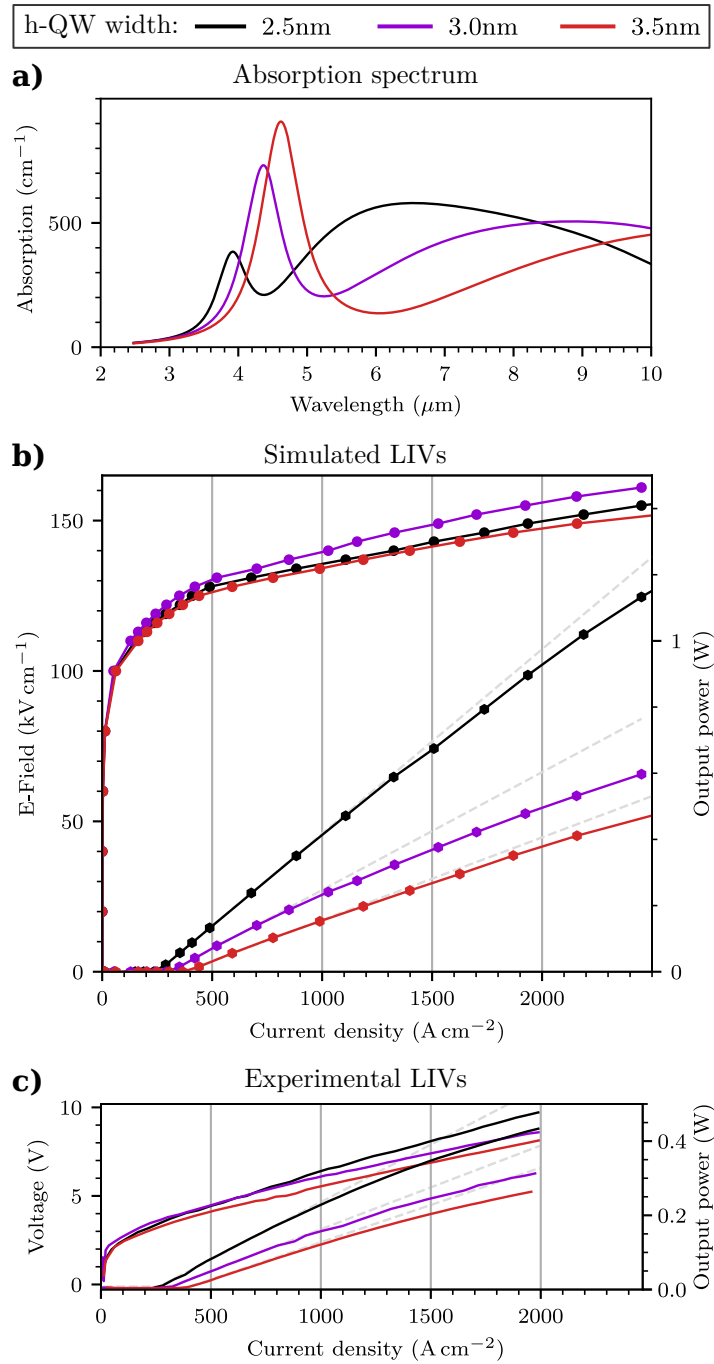 h-QW width: 2.5nm 3.0nm 3.5nm
a) Absorption spectrum
Absorption (cm⁻¹)
500
0
2 3 4 5 6 7 8 9 10
Wavelength (μm)
b) Simulated LIVs
E-Field (kV cm⁻¹)
150
100
50
0
Output power (W)
1
0
0 500 1000 1500 2000
Current density (A cm⁻²)
c) Experimental LIVs
Voltage (V)
10
5
0
Output power (W)
0.4
0.2
0.0
0 500 1000 1500 2000
Current density (A cm⁻²)